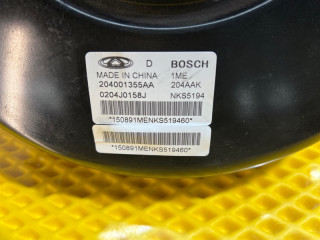 D BOSCH
MADE IN CHINA 1ME
204001355AA 204AAK
0204J0158J NKS5194
*150891MENKS519460*
*150891MENKS519460*